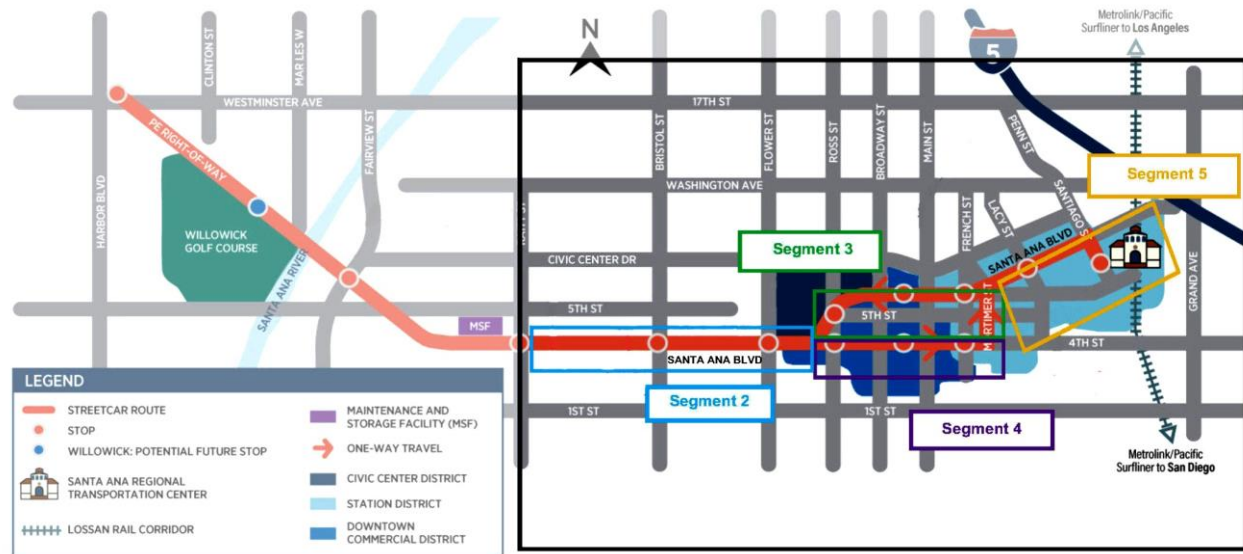 Metrolink/Pacific
Surfliner to Los Angeles
N
5
CLINTON ST
MAR LES W
WESTMINSTER AVE
17TH ST
PE RIGHT-OF-WAY
FAIRVIEW ST
BRISTOL ST
FLOWER ST
ROSS ST
BROADWAY ST
MAIN ST
PENN ST
HARBOR BLVD
WASHINGTON AVE
Segment 5
WILLOWICK
GOLF COURSE
SANTA ANA RIVER
FRENCH ST
LACY ST
SANTIAGO ST
Segment 3
CIVIC CENTER DR
SANTA ANA BLVD
GRAND AVE
5TH ST
5TH ST
MORTIMER ST
MSF
SANTA ANA BLVD
4TH ST
Segment 2
1ST ST
1ST ST
Segment 4
Metrolink/Pacific
Surfliner to San Diego
LEGEND
STREETCAR ROUTE
STOP
WILLOWICK: POTENTIAL FUTURE STOP
SANTA ANA REGIONAL
TRANSPORTATION CENTER
LOSSAN RAIL CORRIDOR
MAINTENANCE AND
STORAGE FACILITY (MSF)
ONE-WAY TRAVEL
CIVIC CENTER DISTRICT
STATION DISTRICT
DOWNTOWN
COMMERCIAL DISTRICT